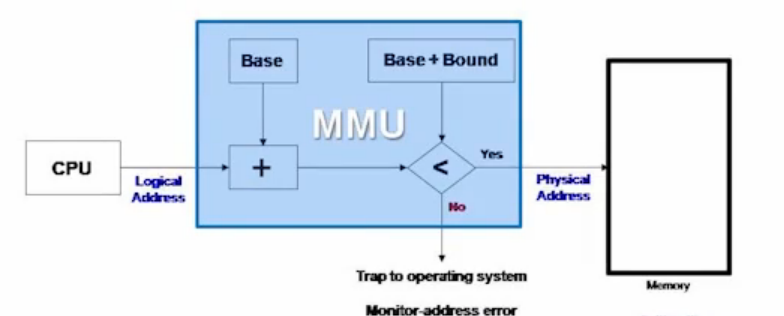 Base
Base + Bound
MMU
CPU
+
<
Yes
Logical
Address
Physical
Address
No
Trap to operating system
Memory
Monitor-address error